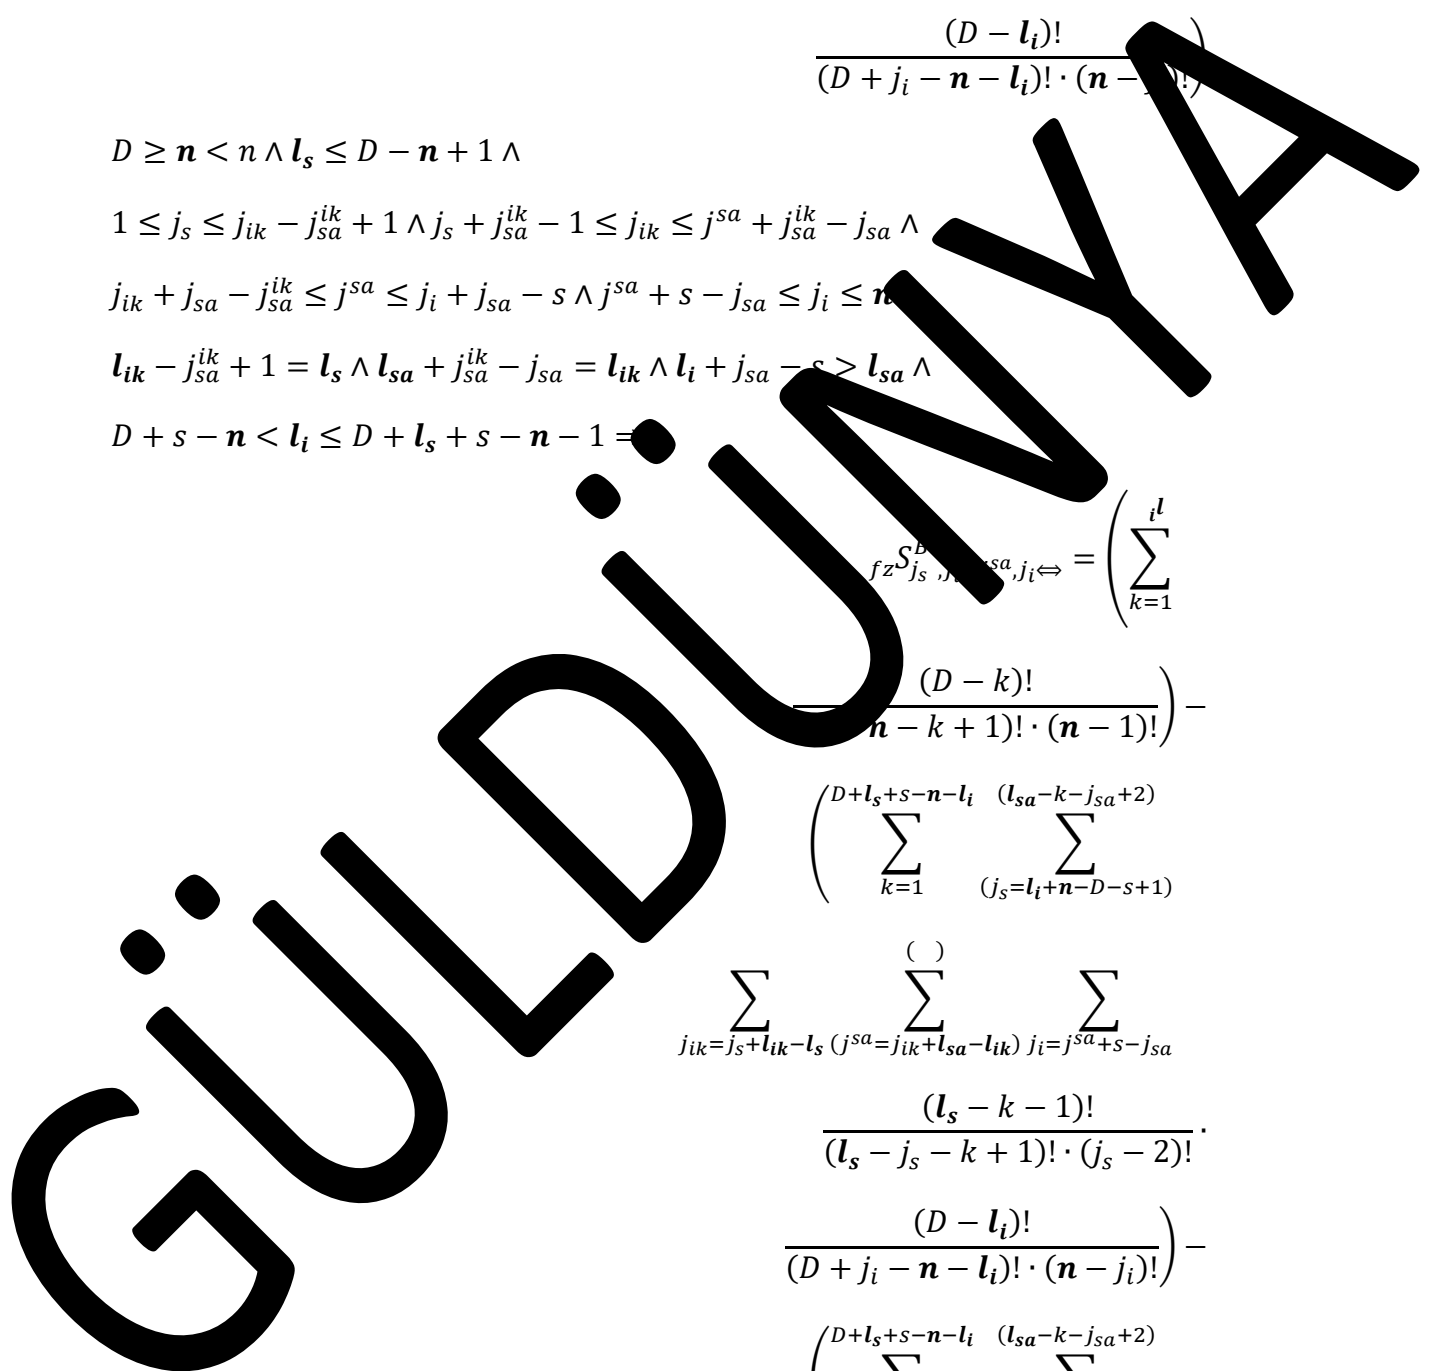 (D − l_i)!
(D + j_i − n − l_i)! · (n − )!)
D ≥ n < n ∧ l_s ≤ D − n + 1 ∧
1 ≤ j_s ≤ j_ik − j_sa^ik + 1 ∧ j_s + j_sa^ik − 1 ≤ j_ik ≤ j^sa + j_sa^ik − j_sa ∧
j_ik + j_sa − j_sa^ik ≤ j^sa ≤ j_i + j_sa − s ∧ j^sa + s − j_sa ≤ j_i ≤ n
l_ik − j_sa^ik + 1 = l_s ∧ l_sa + j_sa^ik − j_sa = l_ik ∧ l_i + j_sa − s > l_sa ∧
D + s − n < l_i ≤ D + l_s + s − n − 1 ⇒
_fz S_j_s, sa,j_i⇔ = (∑_{k=1}^{_i l}
(D − k)!
n − k + 1)! · (n − 1)!) −
(∑_{k=1}^{D+l_s+s−n−l_i} ∑_{(j_s=l_i+n−D−s+1)}^{(l_sa−k−j_sa+2)}
∑_{j_ik=j_s+l_ik−l_s} ∑_{(j^sa=j_ik+l_sa−l_ik)}^{( )} ∑_{j_i=j^sa+s−j_sa}
(l_s − k − 1)!
(l_s − j_s − k + 1)! · (j_s − 2)! ·
(D − l_i)!
(D + j_i − n − l_i)! · (n − j_i)!) −
(∑^{D+l_s+s−n−l_i} ∑^{(l_sa−k−j_sa+2)}
GÜLDÜNYA